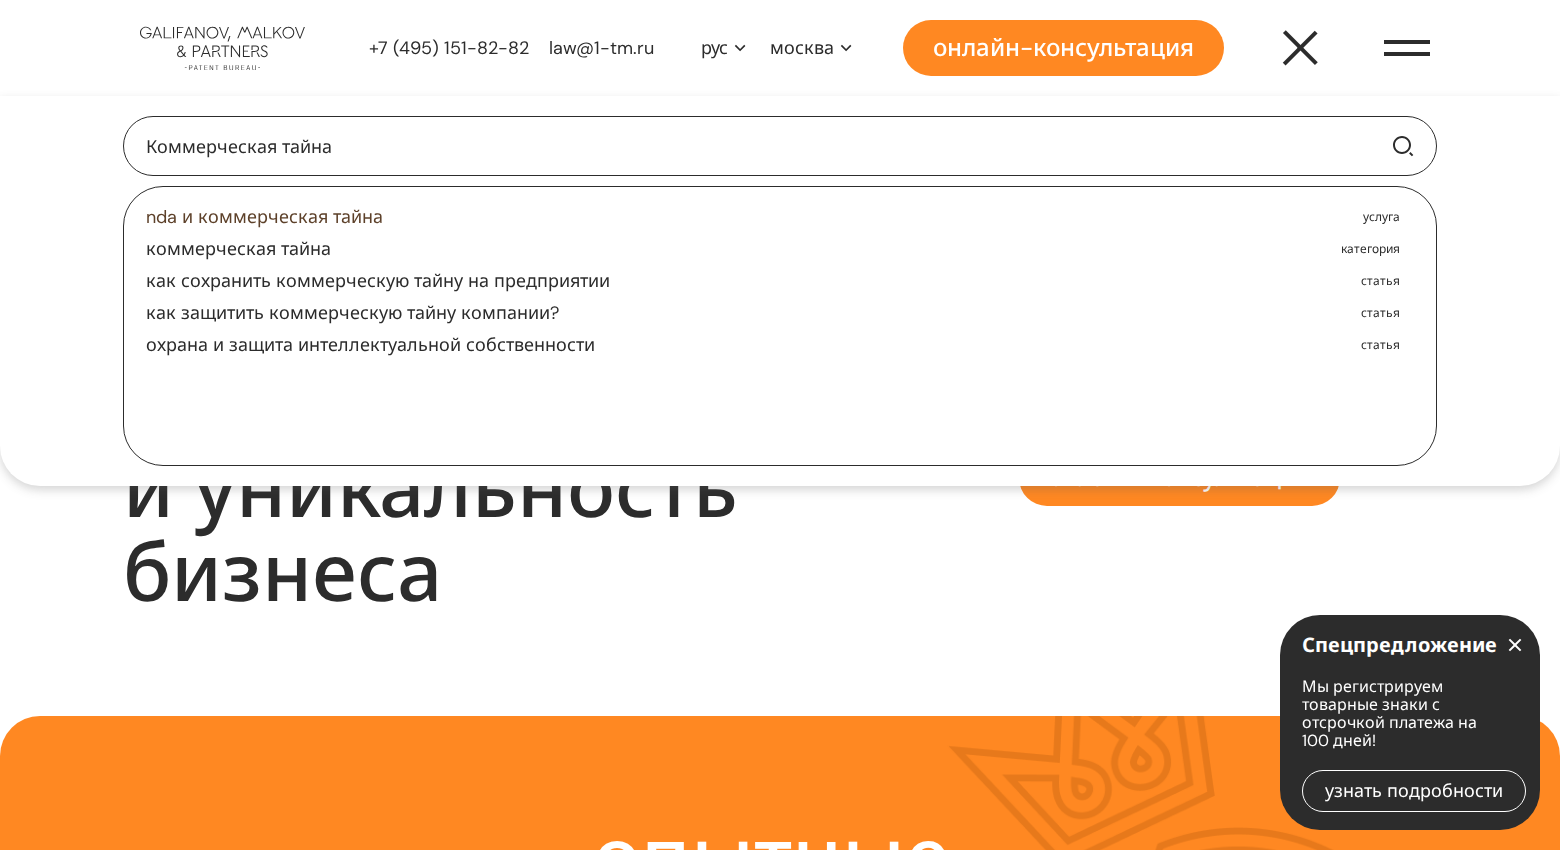 GALIFANOV, MALKOV
& PARTNERS
-PATENT BUREAU-
+7 (495) 151-82-82
law@1-tm.ru
рус
москва
онлайн-консультация
Коммерческая тайна
nda и коммерческая тайна
услуга
коммерческая тайна
категория
как сохранить коммерческую тайну на предприятии
статья
как защитить коммерческую тайну компании?
статья
охрана и защита интеллектуальной собственности
статья
и уникальность
бизнеса
Спецпредложение
Мы регистрируем
товарные знаки с
отсрочкой платежа на
100 дней!
узнать подробности
опытные